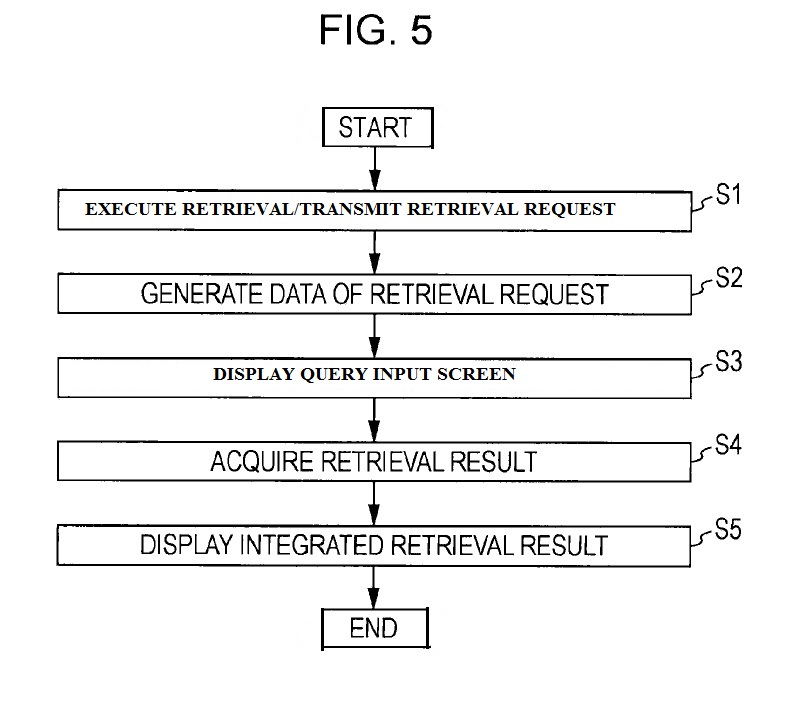 FIG. 5
START
EXECUTE RETRIEVAL/TRANSMIT RETRIEVAL REQUEST
S1
GENERATE DATA OF RETRIEVAL REQUEST
S2
DISPLAY QUERY INPUT SCREEN
S3
ACQUIRE RETRIEVAL RESULT
S4
DISPLAY INTEGRATED RETRIEVAL RESULT
S5
END